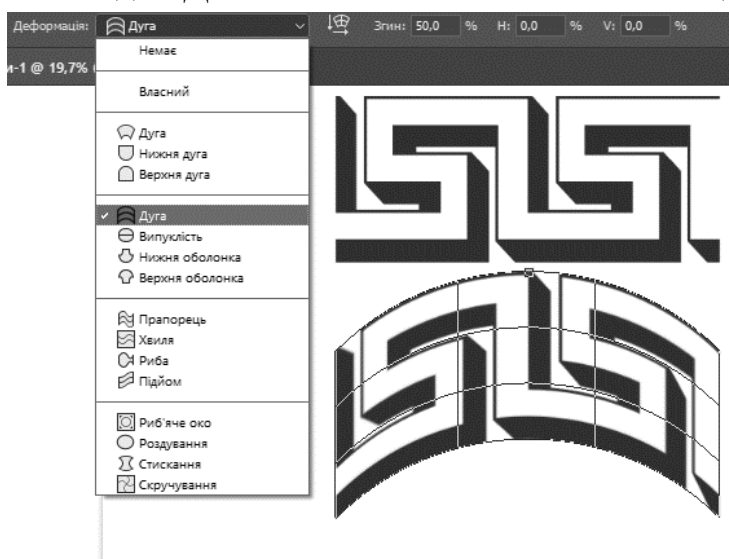 Деформація: Дуга Згин: 50,0 % H: 0,0 % V: 0,0 %
и-1 @ 19,7%
Немає
Власний
Дуга
Нижня дуга
Верхня дуга
Дуга
Випуклість
Нижня оболонка
Верхня оболонка
Прапорець
Хвиля
Риба
Підйом
Риб'яче око
Роздування
Стискання
Скручування